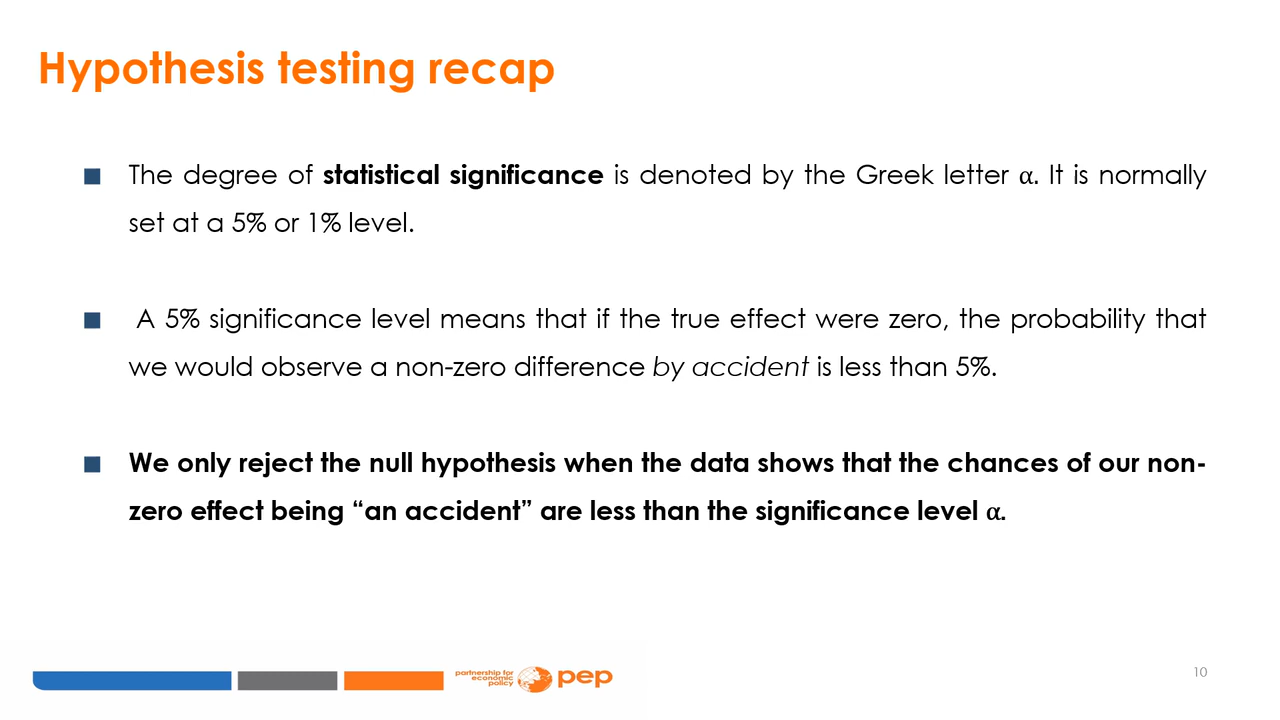 Hypothesis testing recap
The degree of statistical significance is denoted by the Greek letter α. It is normally
set at a 5% or 1% level.
A 5% significance level means that if the true effect were zero, the probability that
we would observe a non-zero difference by accident is less than 5%.
We only reject the null hypothesis when the data shows that the chances of our non-
zero effect being “an accident” are less than the significance level α.
partnership for
economic
policy
pep
10